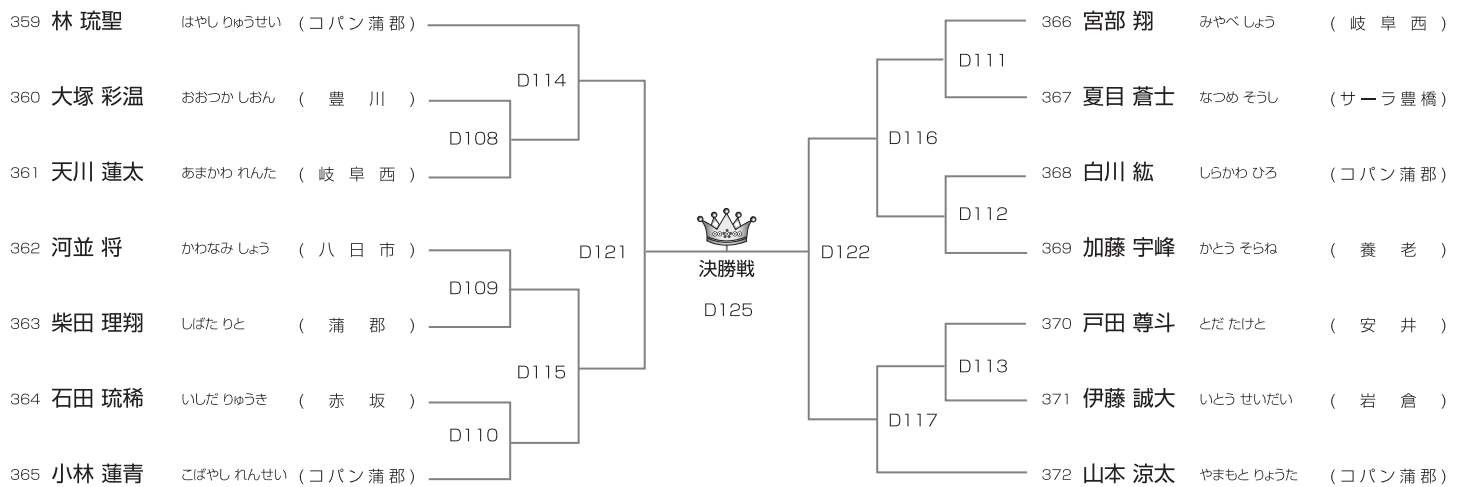 359 林 琉聖 はやし りゅうせい (コパン蒲郡)
D114
360 大塚 彩温 おおつか しおん ( 豊 川 )
D108
361 天川 蓮太 あまかわ れんた ( 岐 阜 西 )
D121
362 河並 将 かわなみ しょう ( 八 日 市 )
D109
363 柴田 理翔 しばた りと ( 蒲 郡 )
D115
364 石田 琉稀 いしだ りゅうき ( 赤 坂 )
D110
365 小林 蓮青 こばやし れんせい (コパン蒲郡)
決勝戦
D125
366 宮部 翔 みやべ しょう ( 岐 阜 西 )
D111
367 夏目 蒼士 なつめ そうし (サーラ豊橋)
D116
368 白川 紘 しらかわ ひろ (コパン蒲郡)
D112
369 加藤 宇峰 かとう そらね ( 養 老 )
D122
370 戸田 尊斗 とだ たけと ( 安 井 )
D113
371 伊藤 誠大 いとう せいだい ( 岩 倉 )
D117
372 山本 涼太 やまもと りょうた (コパン蒲郡)